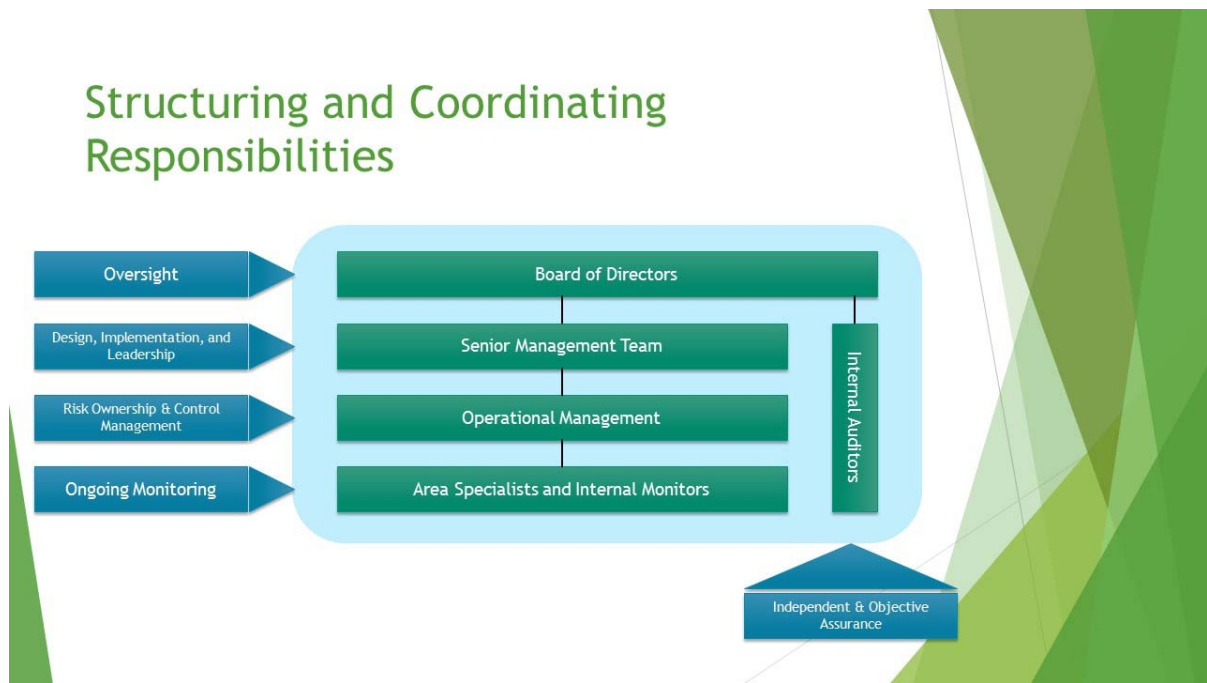 Structuring and Coordinating
Responsibilities
Oversight
Board of Directors
Design, Implementation, and
Leadership
Senior Management Team
Risk Ownership & Control
Management
Operational Management
Ongoing Monitoring
Area Specialists and Internal Monitors
Internal Auditors
Independent & Objective
Assurance